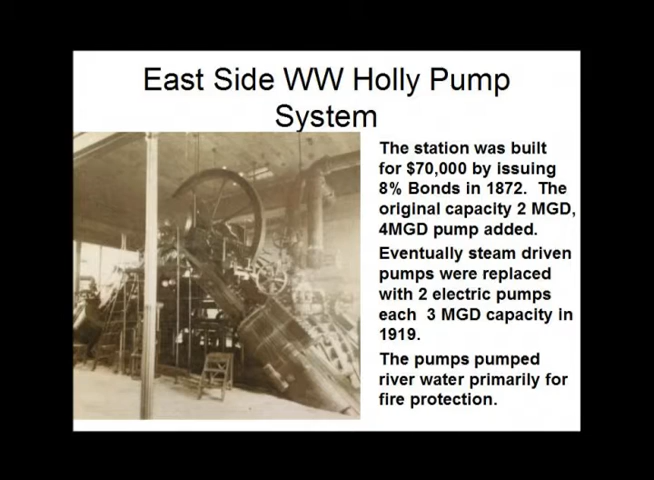 East Side WW Holly Pump
System
The station was built
for $70,000 by issuing
8% Bonds in 1872.  The
original capacity 2 MGD,
4MGD pump added.
Eventually steam driven
pumps were replaced
with 2 electric pumps
each  3 MGD capacity in
1919.
The pumps pumped
river water primarily for
fire protection.